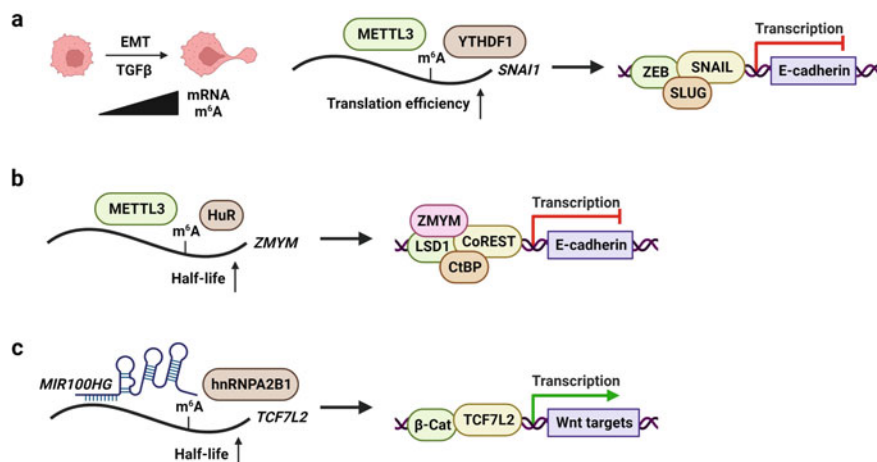 a
EMT
TGFβ
mRNA
m⁶A
METTL3
YTHDF1
m⁶A
SNAI1
Translation efficiency
ZEB
SNAIL
SLUG
Transcription
E-cadherin
b
METTL3
HuR
m⁶A
ZMYM
Half-life
ZMYM
LSD1
CoREST
CtBP
Transcription
E-cadherin
c
MIR100HG
hnRNPA2B1
m⁶A
TCF7L2
Half-life
β-Cat
TCF7L2
Transcription
Wnt targets